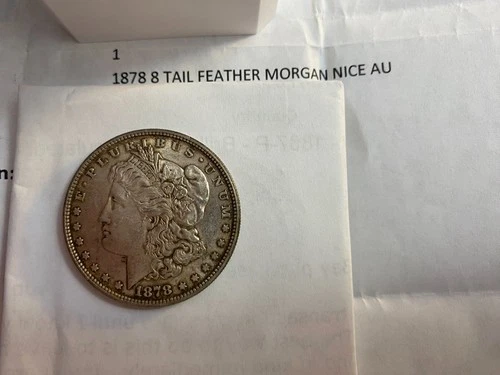 1
1878 8 TAIL FEATHER MORGAN NICE AU
n:
E·PLURIBUS·UNUM
1878